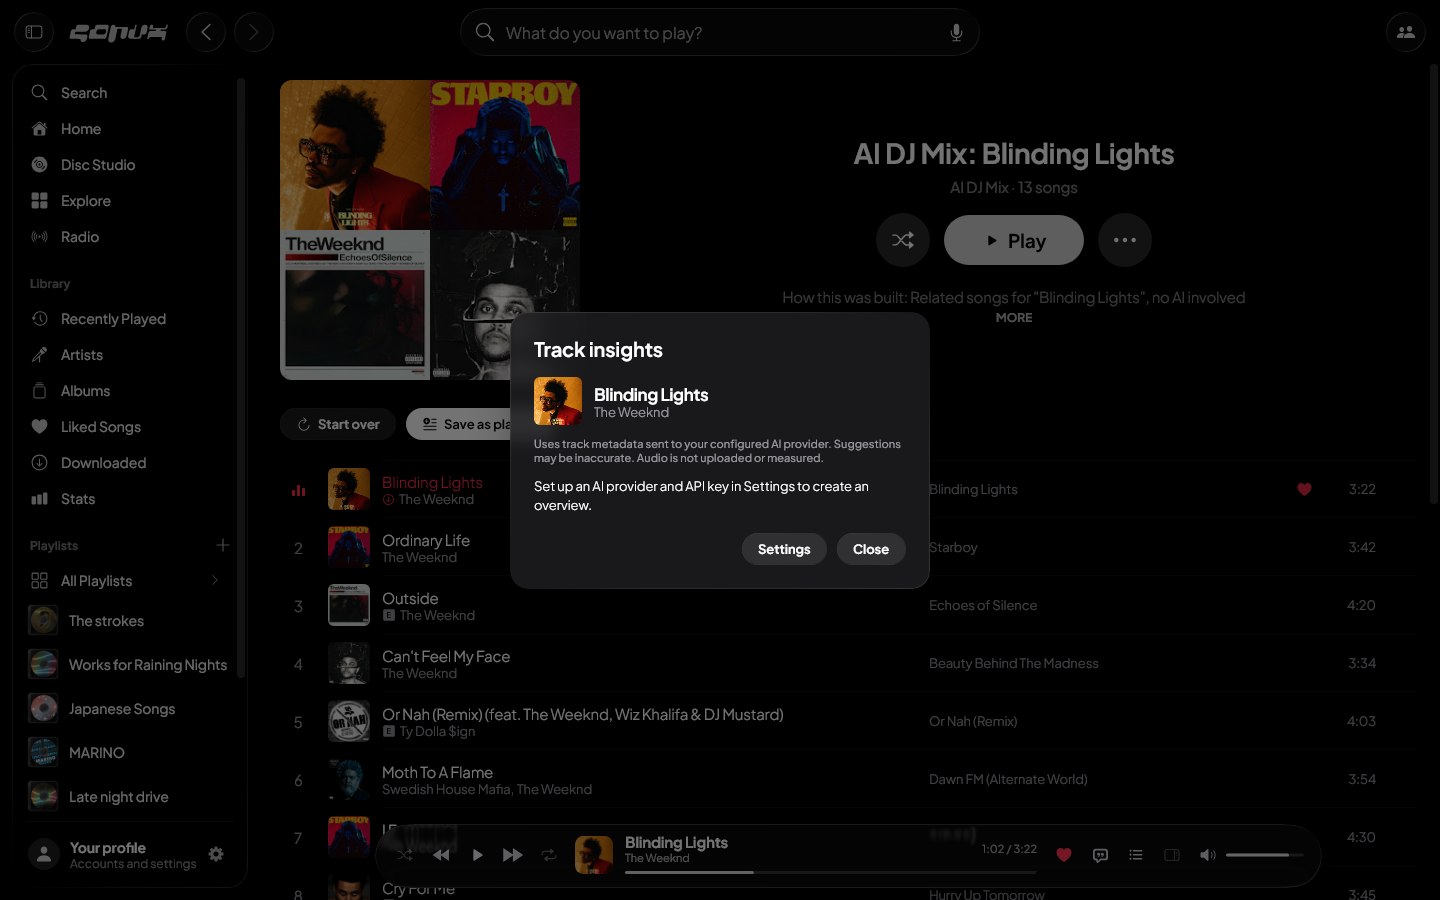 What do you want to play?
Search
Home
Disc Studio
Explore
Radio
Library
Recently Played
Artists
Albums
Liked Songs
Downloaded
Stats
Playlists
All Playlists
The strokes
Works for Raining Nights
Japanese Songs
MARINO
Late night drive
Your profile
Accounts and settings
BLINDING
LIGHTS
STARBOY
TheWeeknd
EchoesOfSilence
AI DJ Mix: Blinding Lights
AI DJ Mix · 13 songs
Play
How this was built: Related songs for "Blinding Lights", no AI involved
MORE
Start over
Save as pla
Track insights
Blinding Lights
The Weeknd
Uses track metadata sent to your configured AI provider. Suggestions
may be inaccurate. Audio is not uploaded or measured.
Set up an AI provider and API key in Settings to create an
overview.
Settings
Close
Blinding Lights
The Weeknd
Blinding Lights
3:22
2
Ordinary Life
The Weeknd
Starboy
3:42
3
Outside
E The Weeknd
Echoes of Silence
4:20
4
Can't Feel My Face
The Weeknd
Beauty Behind The Madness
3:34
5
OR NAH
Or Nah (Remix) (feat. The Weeknd, Wiz Khalifa & DJ Mustard)
E Ty Dolla $ign
Or Nah (Remix)
4:03
6
Moth To A Flame
Swedish House Mafia, The Weeknd
Dawn FM (Alternate World)
3:54
7
4:30
Blinding Lights
The Weeknd
1:02 / 3:22
8
Cry For Me
Hurry Up Tomorrow
3:45